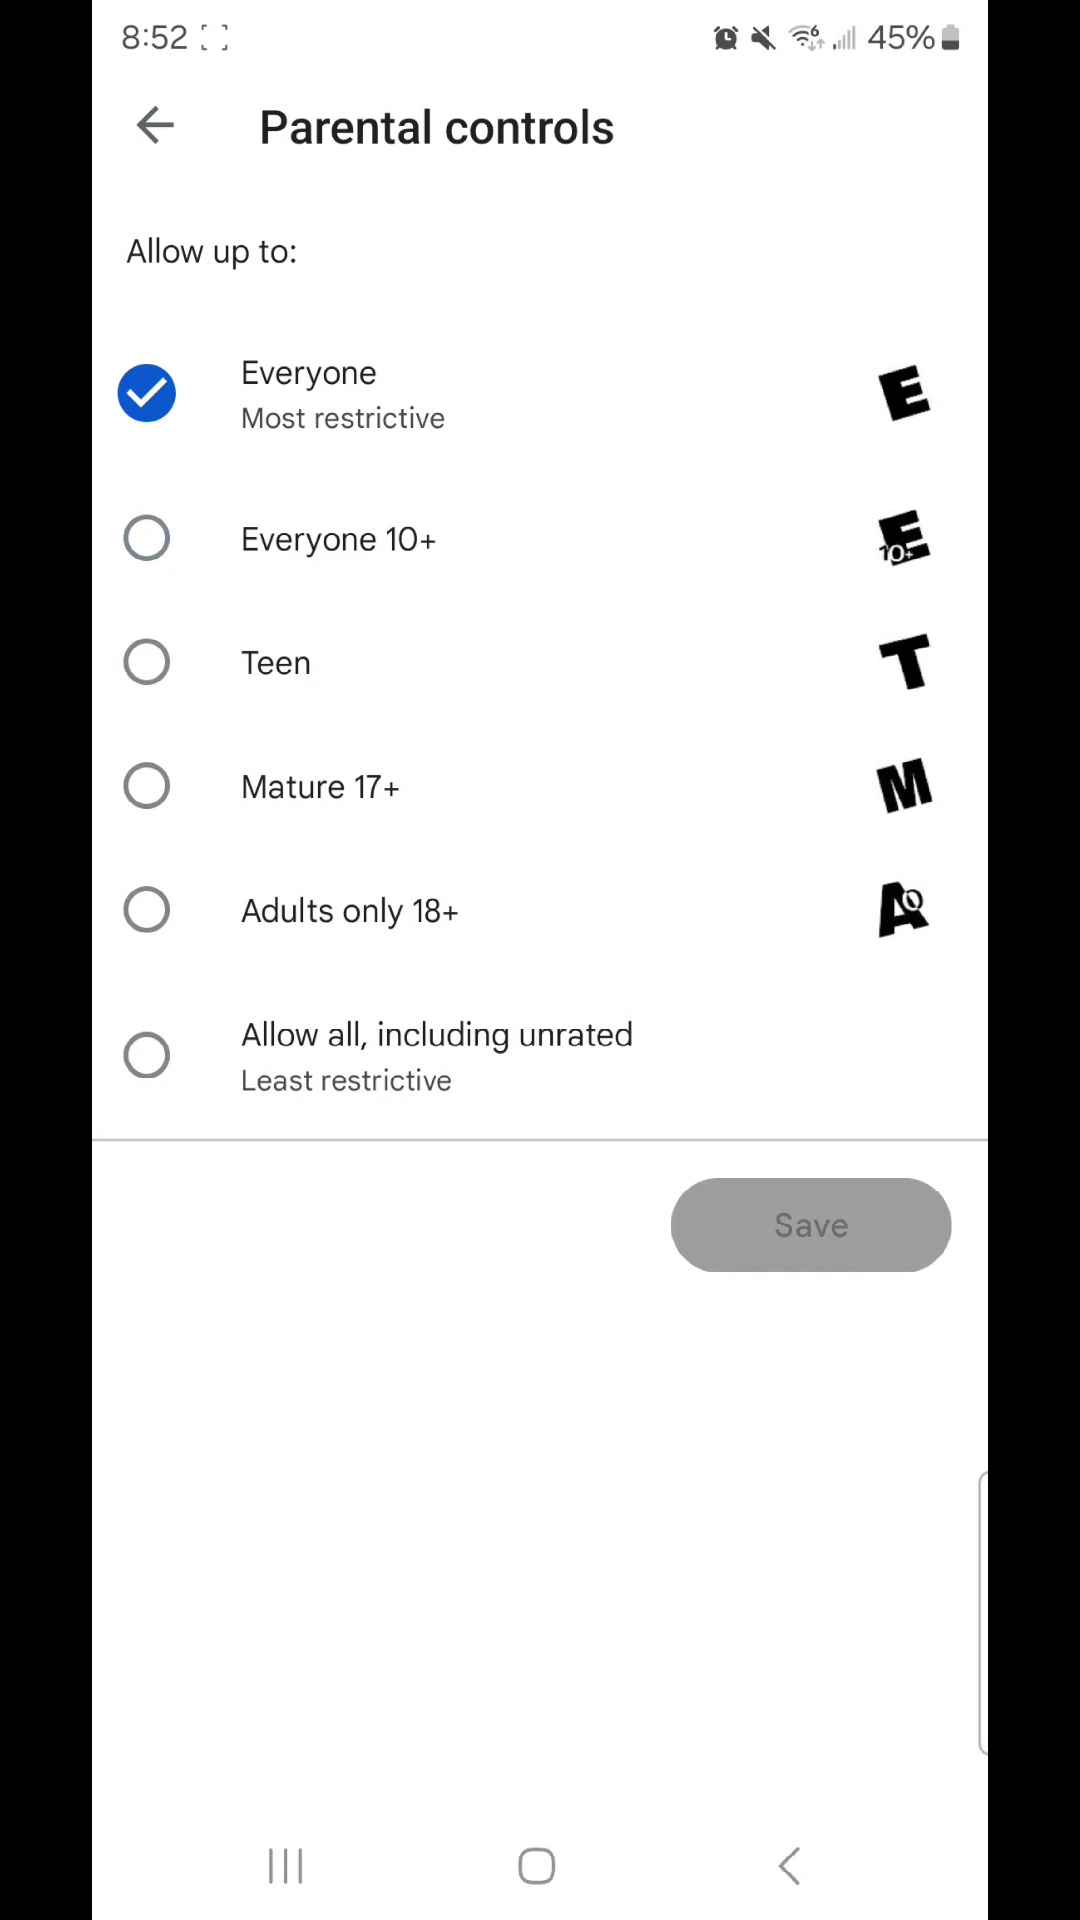 8:52 45%
Parental controls
Allow up to:
Everyone E
Most restrictive
Everyone 10+ E 10+
Teen T
Mature 17+ M
Adults only 18+ AO
Allow all, including unrated
Least restrictive
Save